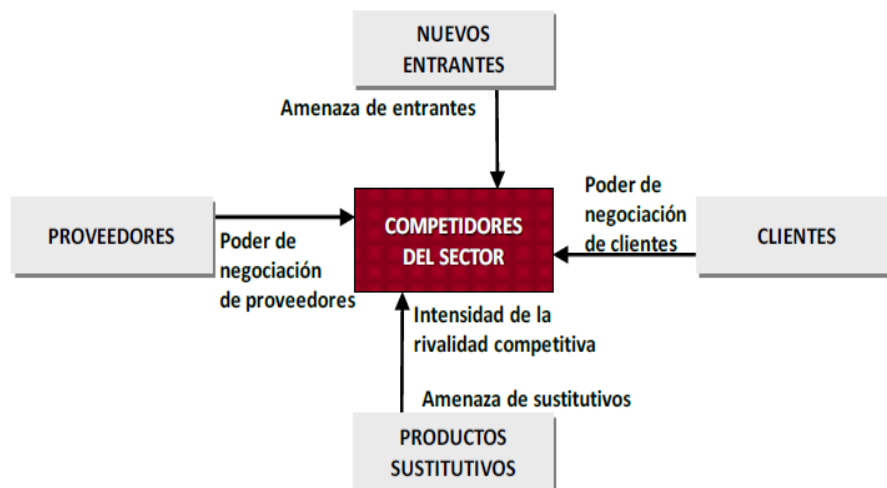 NUEVOS
ENTRANTES
Amenaza de entrantes
PROVEEDORES
Poder de
negociación
de proveedores
COMPETIDORES
DEL SECTOR
Poder de
negociación
de clientes
CLIENTES
Intensidad de la
rivalidad competitiva
Amenaza de sustitutivos
PRODUCTOS
SUSTITUTIVOS